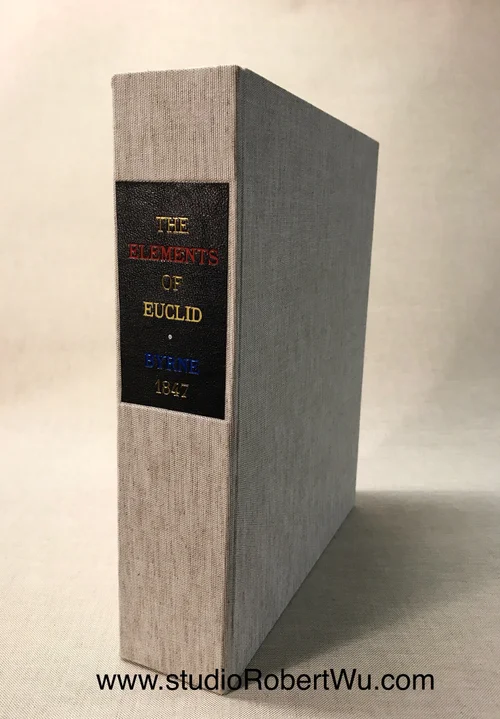 THE
ELEMENTS
OF
EUCLID
BYRNE
1847
www.studioRobertWu.com